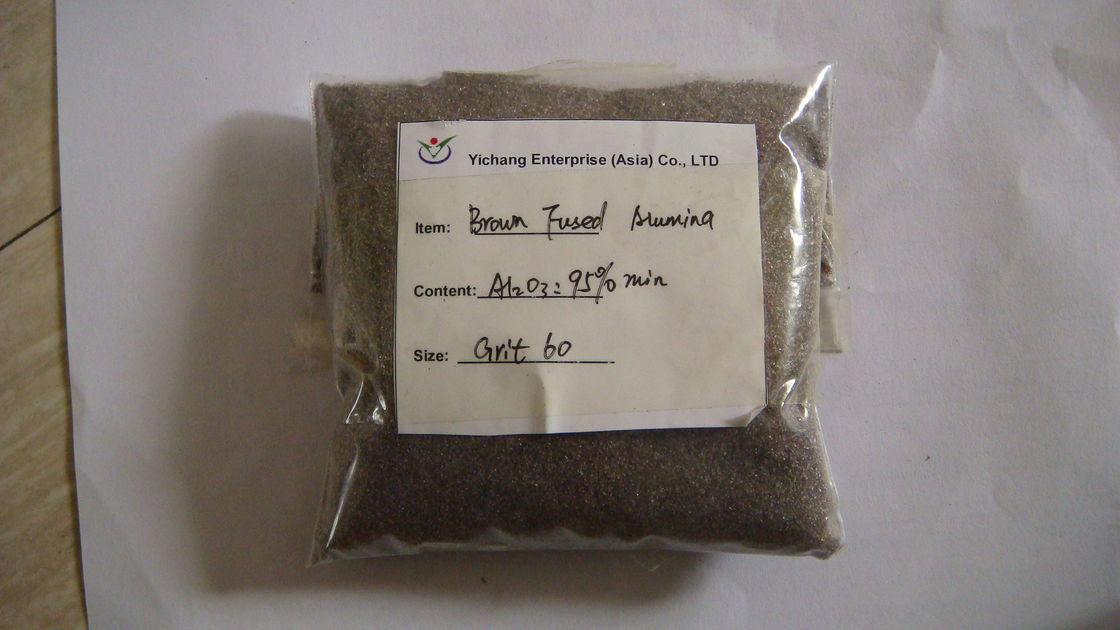 Yichang Enterprise (Asia) Co., LTD
Item: Brown Fused Alumina
Content: Al2O3: 95% min
Size: Grit 60